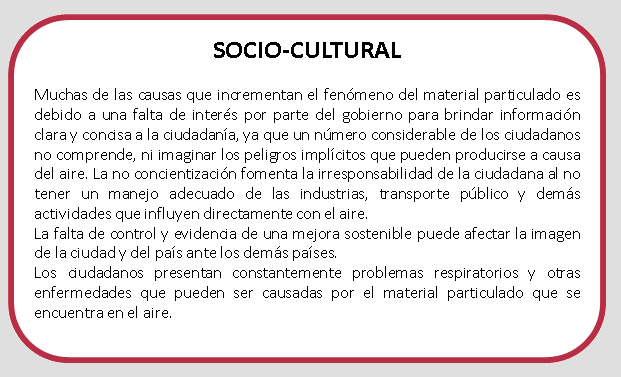 SOCIO-CULTURAL
Muchas de las causas que incrementan el fenómeno del material particulado es
debido a una falta de interés por parte del gobierno para brindar información
clara y concisa a la ciudadanía, ya que un número considerable de los ciudadanos
no comprende, ni imaginar los peligros implícitos que pueden producirse a causa
del aire. La no concientización fomenta la irresponsabilidad de la ciudadana al no
tener un manejo adecuado de las industrias, transporte público y demás
actividades que influyen directamente con el aire.
La falta de control y evidencia de una mejora sostenible puede afectar la imagen
de la ciudad y del país ante los demás países.
Los ciudadanos presentan constantemente problemas respiratorios y otras
enfermedades que pueden ser causadas por el material particulado que se
encuentra en el aire.